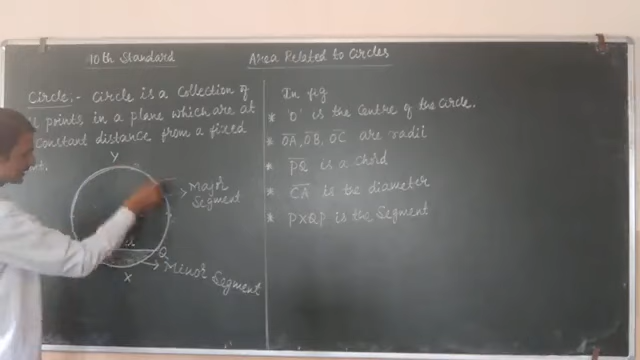 10th Standard
Area Related to Circles
Circle :- Circle is a Collection of
points in a plane which are at
Constant distance from a fixed
Y
Major
Segment
Q
Minor Segment
X
In fig
* 'O' is the Centre of the Circle.
* OA, OB, OC are radii
* PQ is a chord
* CA is the diameter
* PXQP is the Segment